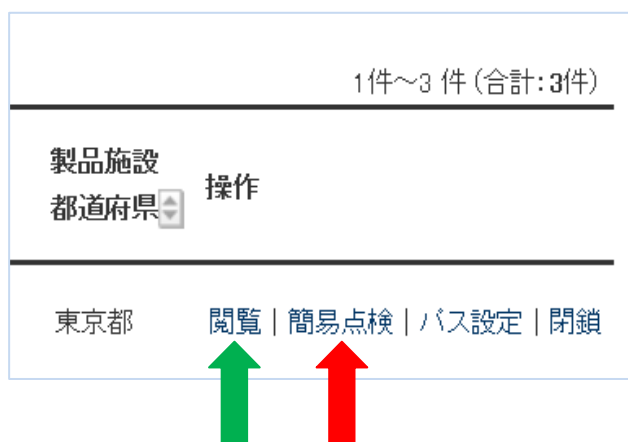 1件～3 件 (合計: 3件)
製品施設
都道府県
操作
東京都 閲覧 | 簡易点検 | パス設定 | 閉鎖